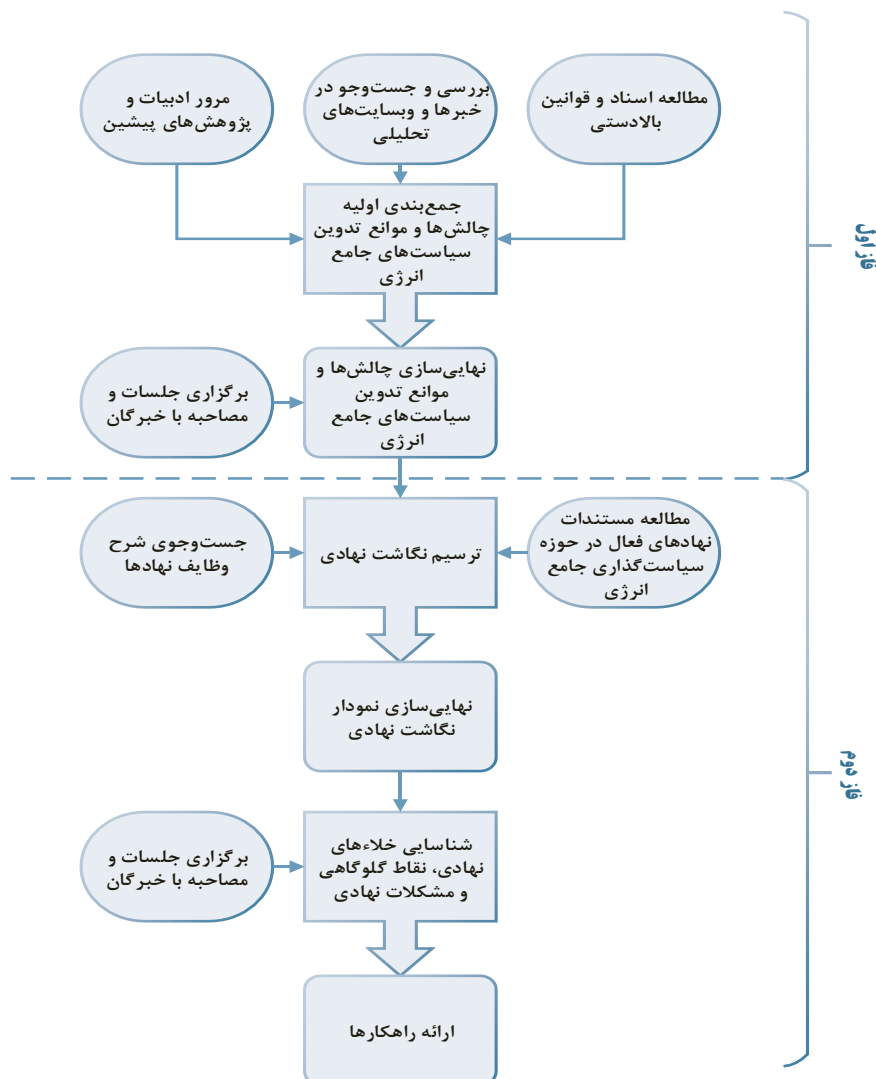 مطالعه اسناد و قوانین
بالادستی
بررسی و جست‌وجو در
خبرها و وبسایت‌های
تحلیلی
مرور ادبیات و
پژوهش‌های پیشین
جمع‌بندی اولیه
چالش‌ها و موانع تدوین
سیاست‌های جامع
انرژی
فاز اول
نهایی‌سازی چالش‌ها و
موانع تدوین
سیاست‌های جامع
انرژی
برگزاری جلسات و
مصاحبه با خبرگان
مطالعه مستندات
نهادهای فعال در حوزه
سیاست‌گذاری جامع
انرژی
ترسیم نگاشت نهادی
جست‌وجوی شرح
وظایف نهادها
نهایی‌سازی نمودار
نگاشت نهادی
فاز دوم
شناسایی خلاءهای
نهادی، نقاط گلوگاهی
و مشکلات نهادی
برگزاری جلسات و
مصاحبه با خبرگان
ارائه راهکارها